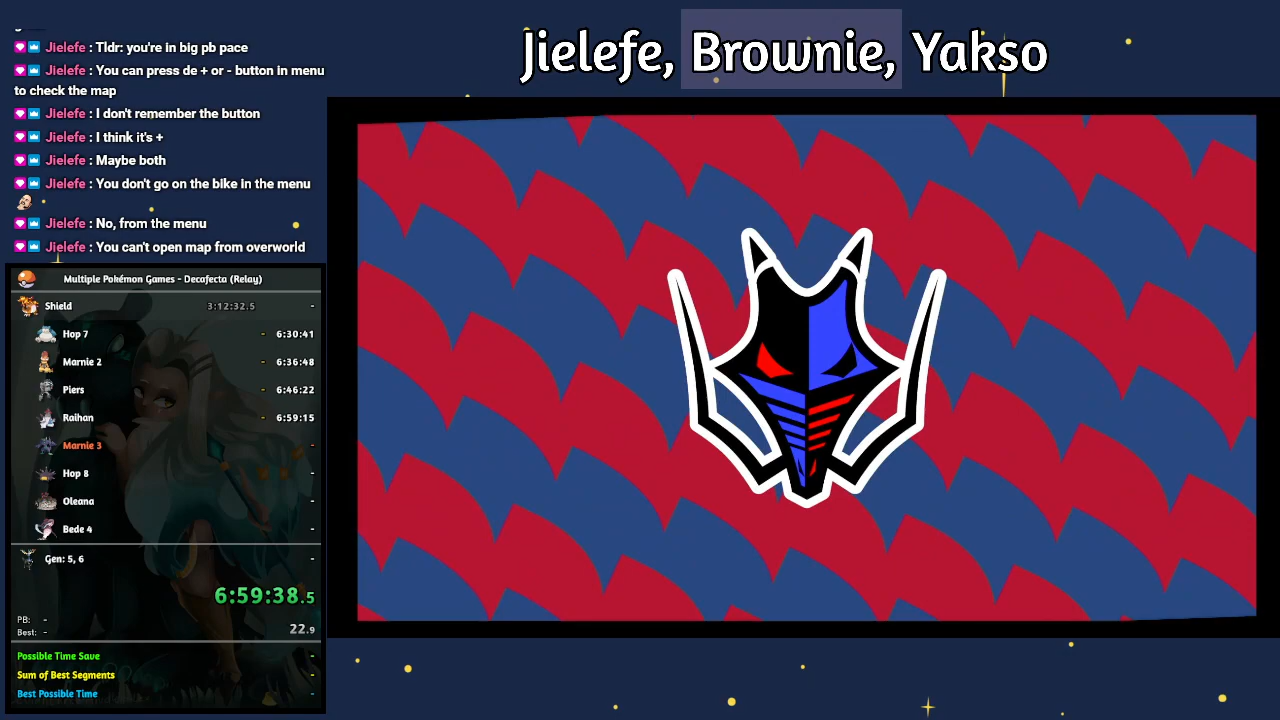 Jielefe, Brownie, Yakso
Jielefe : Tldr: you're in big pb pace
Jielefe : You can press de + or - button in menu
to check the map
Jielefe : I don't remember the button
Jielefe : I think it's +
Jielefe : Maybe both
Jielefe : You don't go on the bike in the menu
Jielefe : No, from the menu
Jielefe : You can't open map from overworld
Multiple Pokémon Games - Decafecta (Relay)
Shield 3:12:32.5 -
Hop 7 - 6:30:41
Marnie 2 - 6:36:48
Piers - 6:46:22
Raihan - 6:59:15
Marnie 3 -
Hop 8 -
Oleana -
Bede 4 -
Gen: 5, 6 -
6:59:38.5
PB: -
Best: -
22.9
Possible Time Save -
Sum of Best Segments -
Best Possible Time -